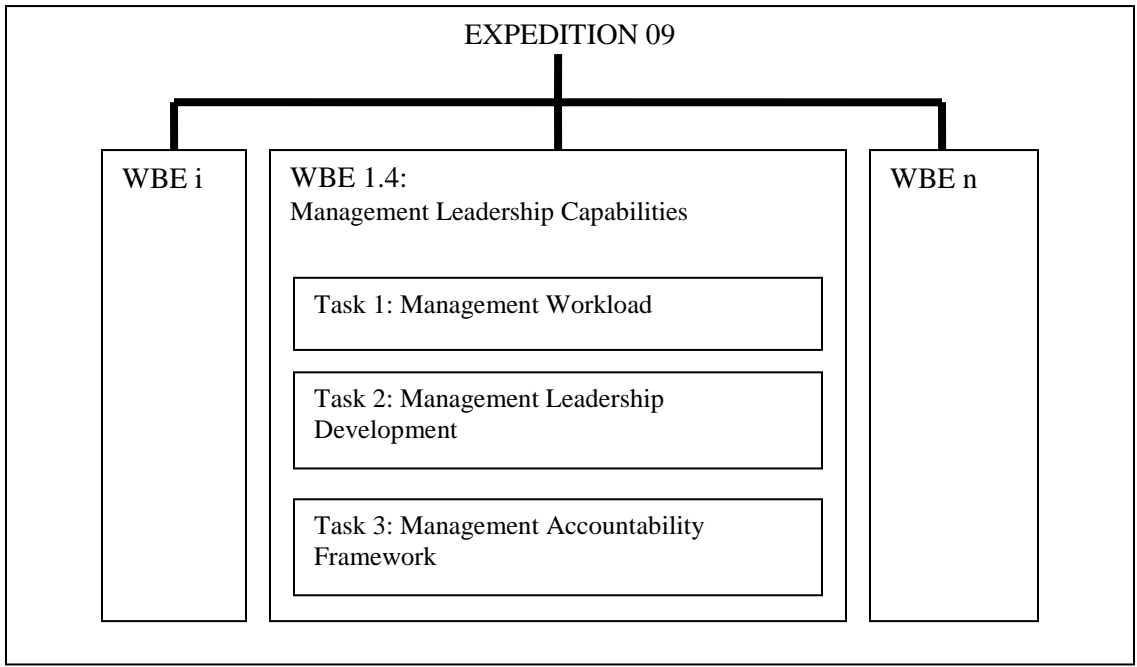 EXPEDITION 09
WBE i
WBE 1.4:
Management Leadership Capabilities
Task 1: Management Workload
Task 2: Management Leadership
Development
Task 3: Management Accountability
Framework
WBE n